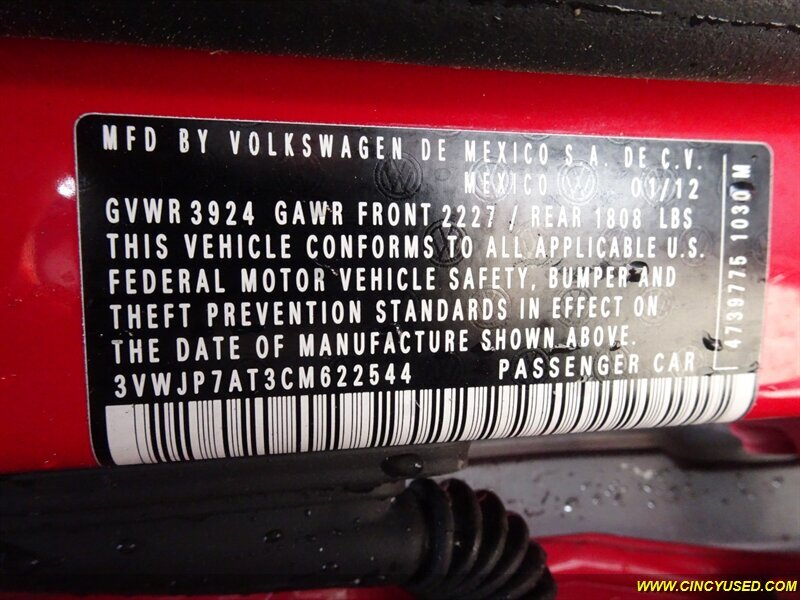 MFD BY VOLKSWAGEN DE MEXICO S.A. DE C.V.
MEXICO 01/12
GVWR 3924 GAWR FRONT 2227 / REAR 1808 LBS
THIS VEHICLE CONFORMS TO ALL APPLICABLE U.S.
FEDERAL MOTOR VEHICLE SAFETY, BUMPER AND
THEFT PREVENTION STANDARDS IN EFFECT ON
THE DATE OF MANUFACTURE SHOWN ABOVE.
3VWJP7AT3CM622544 PASSENGER CAR
4739775 1030 M
WWW.CINCYUSED.COM